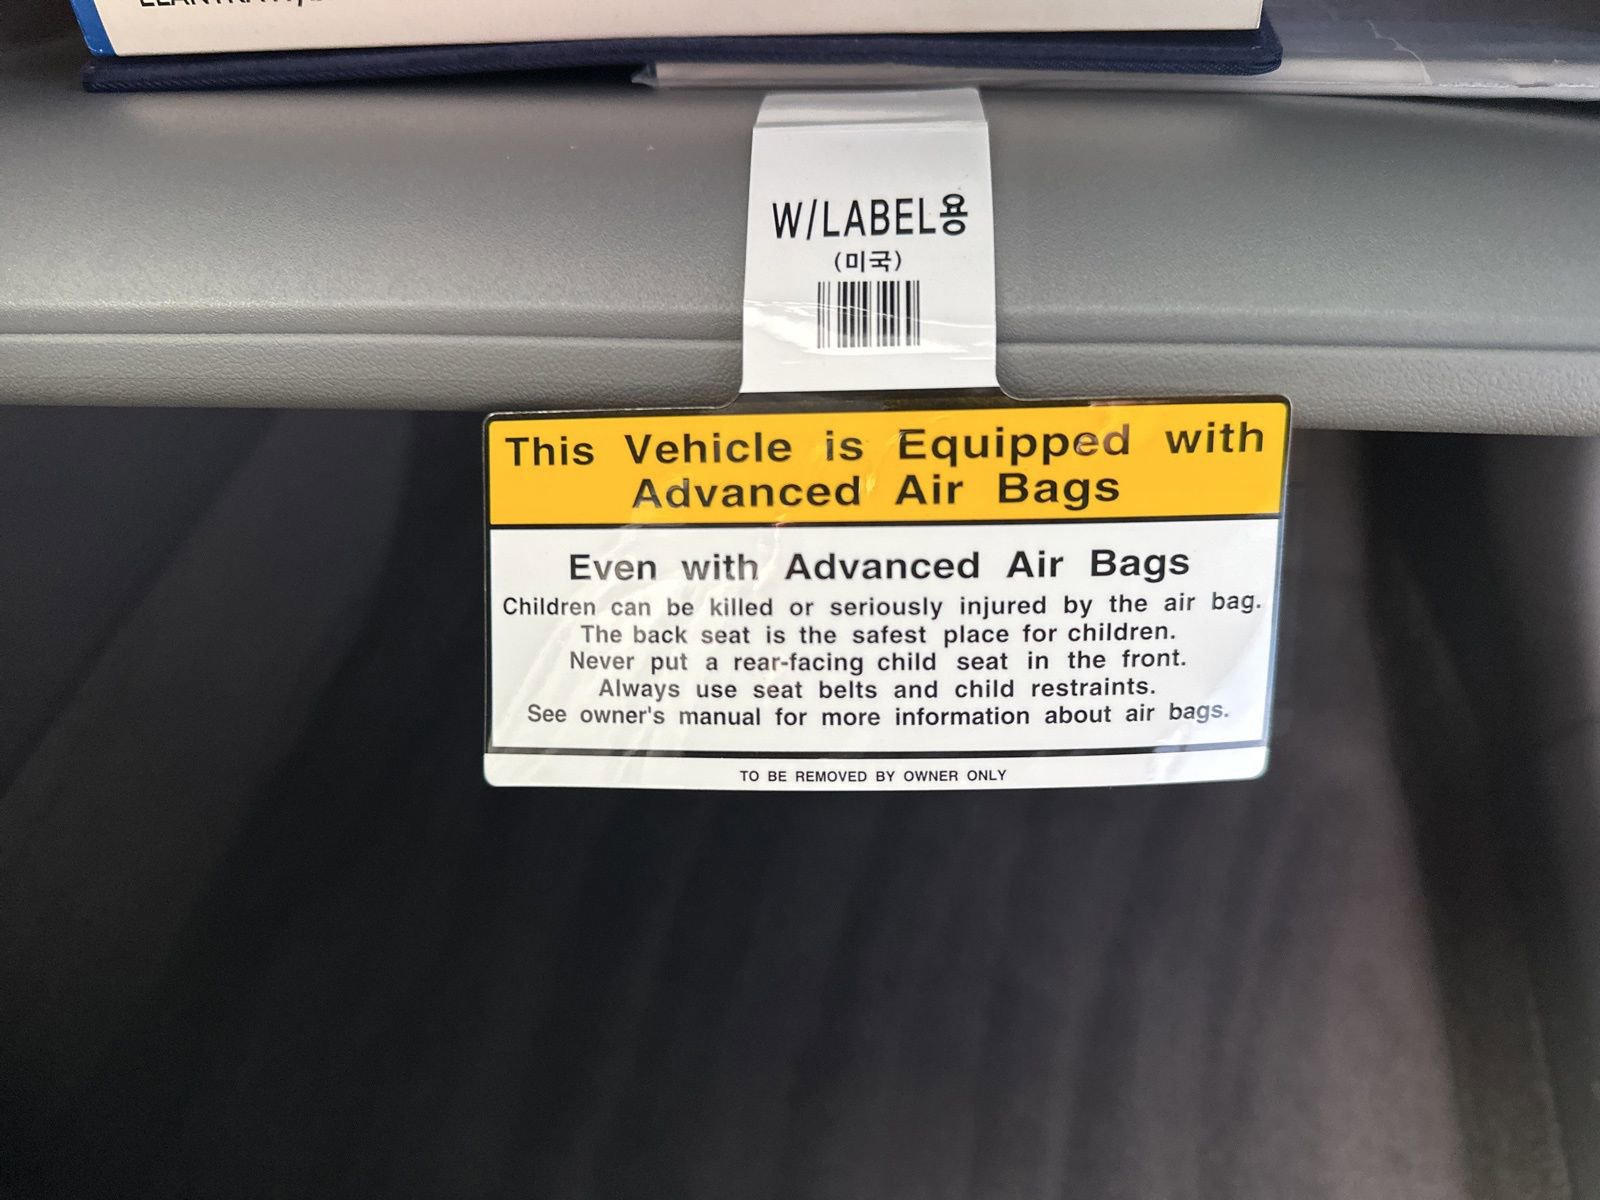 W/LABEL용
(미국)
This Vehicle is Equipped with
Advanced Air Bags
Even with Advanced Air Bags
Children can be killed or seriously injured by the air bag.
The back seat is the safest place for children.
Never put a rear-facing child seat in the front.
Always use seat belts and child restraints.
See owner's manual for more information about air bags.
TO BE REMOVED BY OWNER ONLY